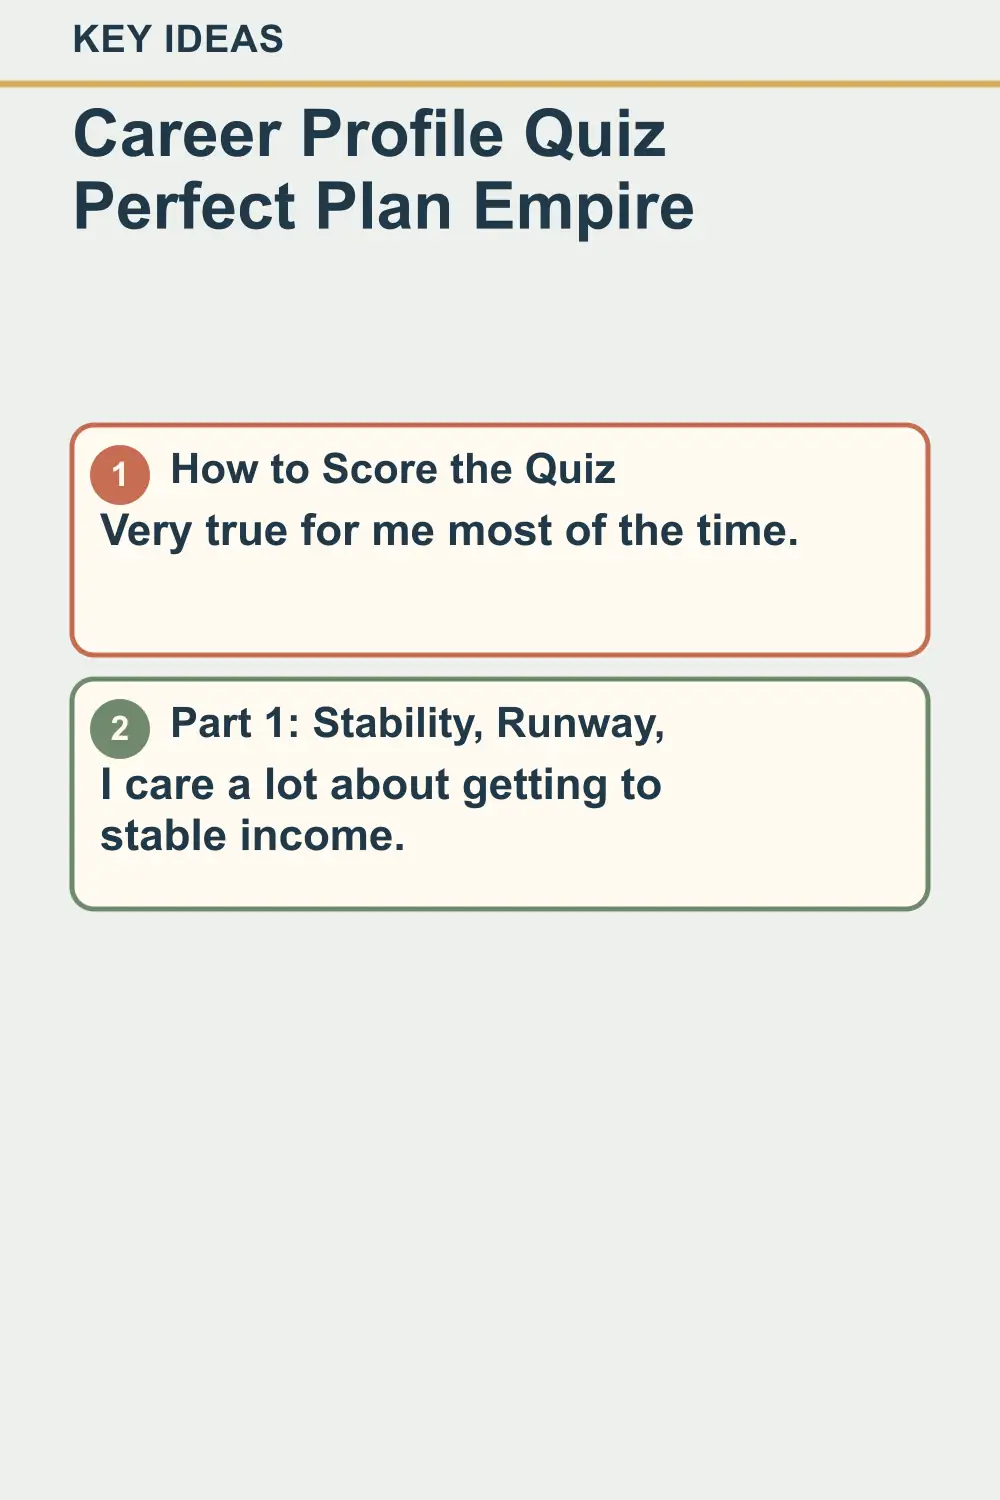 KEY IDEAS
Career Profile Quiz
Perfect Plan Empire
1 How to Score the Quiz
Very true for me most of the time.
2 Part 1: Stability, Runway,
I care a lot about getting to
stable income.